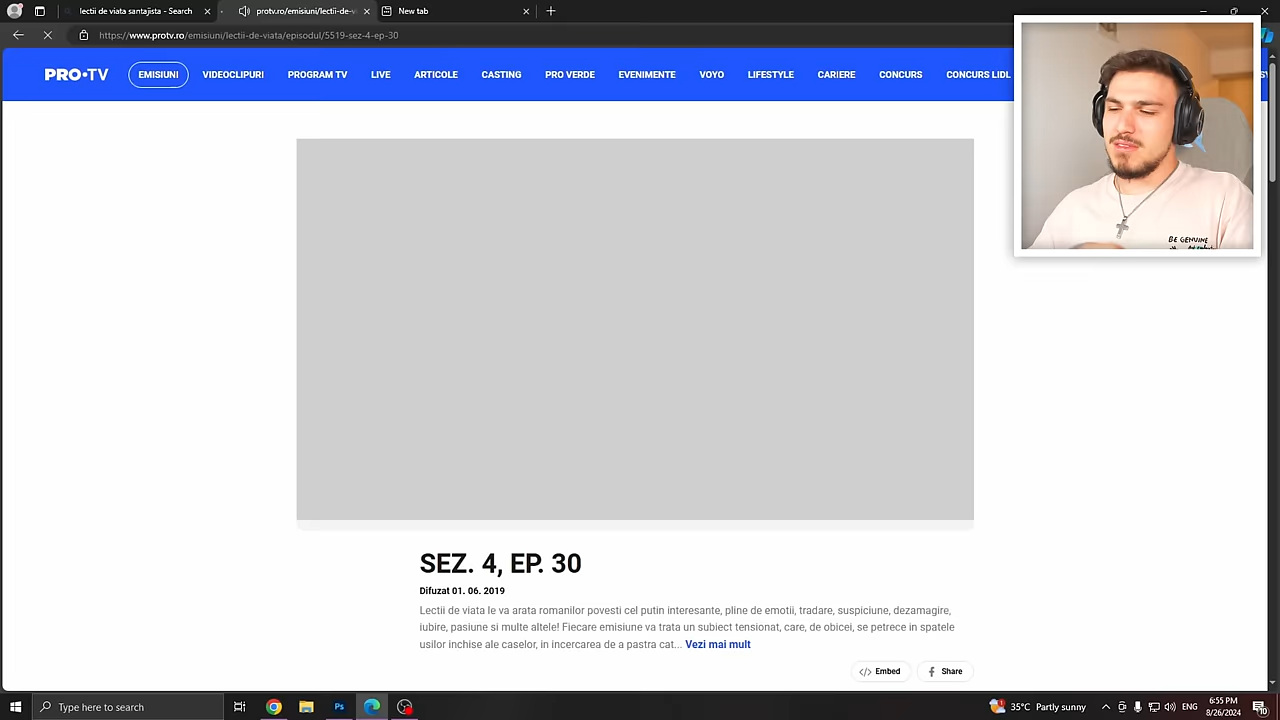 lectii de viata santajista - Search
protv.ro/emisiuni/lectii-de-vi
New tab
https://www.protv.ro/emisiuni/lectii-de-viata/episodul/5519-sez-4-ep-30
PRO•TV
EMISIUNI
VIDEOCLIPURI
PROGRAM TV
LIVE
ARTICOLE
CASTING
PRO VERDE
EVENIMENTE
VOYO
LIFESTYLE
CARIERE
CONCURS
CONCURS LIDL
BE GENUINE
SEZ. 4, EP. 30
Difuzat 01. 06. 2019
Lectii de viata le va arata romanilor povesti cel putin interesante, pline de emotii, tradare, suspiciune, dezamagire,
iubire, pasiune si multe altele! Fiecare emisiune va trata un subiect tensionat, care, de obicei, se petrece in spatele
usilor inchise ale caselor, in incercarea de a pastra cat... Vezi mai mult
</> Embed
Share
Type here to search
Ps
35°C Partly sunny
ENG
6:55 PM
8/26/2024